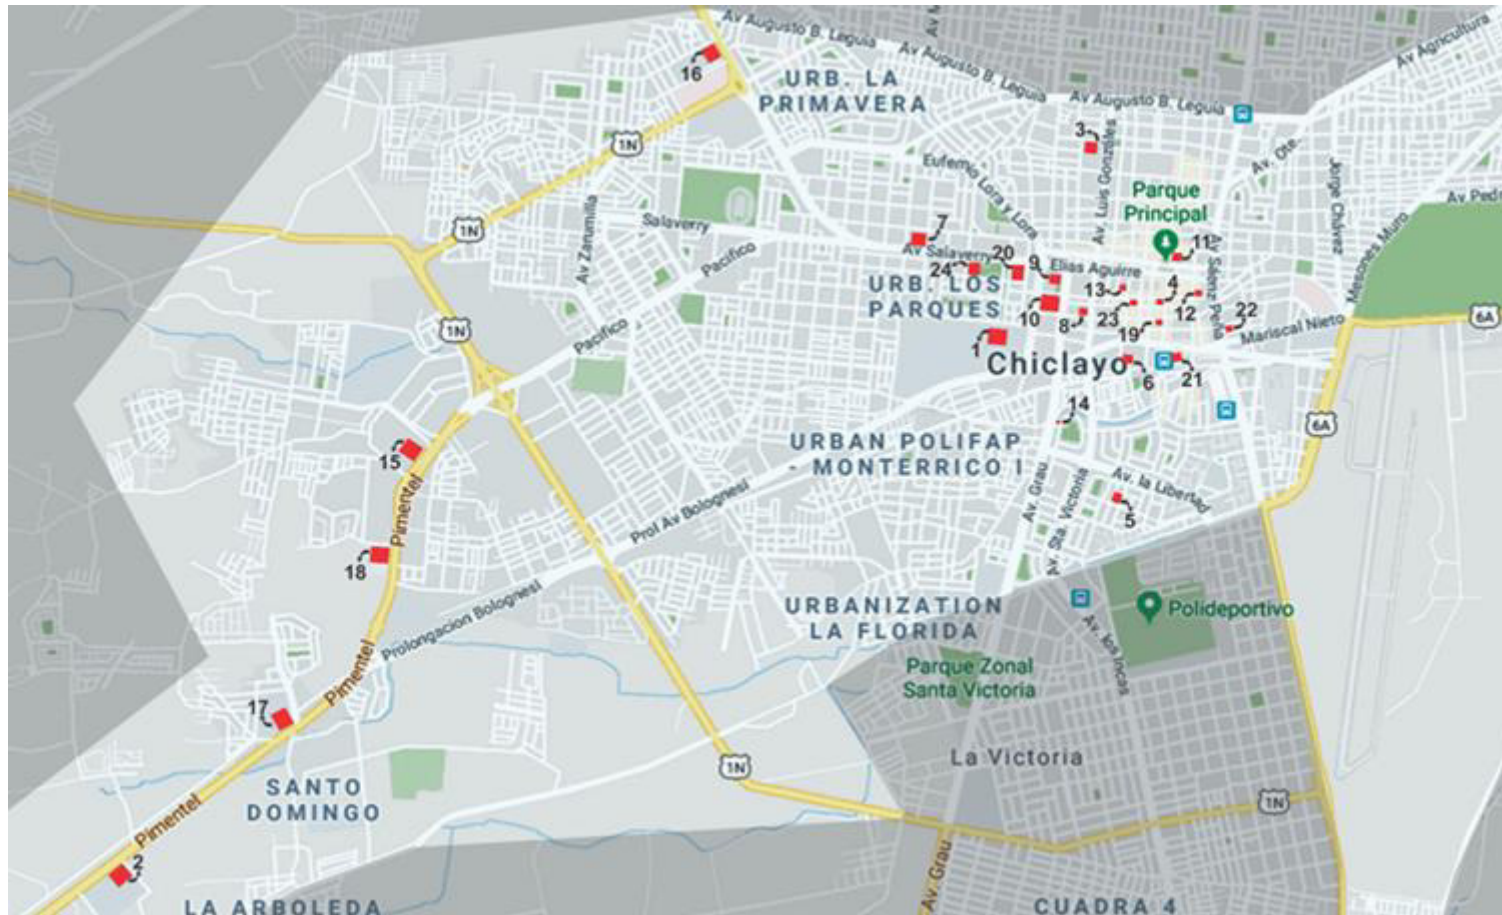 Av Augusto B. Leguia
Av Augusto B. Leguia
Av Augusto B. Leguia
Av M
Av Agricultura
16
URB. LA
PRIMAVERA
1N
3
Av. Luis Gonzales
Av. Ote.
Jorge Chávez
Eufemio Lora y Lora
Parque
Principal
Av Pedr
Mesones Muro
Av Zarumilla
Salaverry
1N
7
Av Salaverry
20
9
24
Elias Aguirre
11
Av Sáenz Peña
Pacifico
URB. LOS
PARQUES
13
4
10
8
23
12
22
19
Mariscal Nieto
6A
1N
Pacifico
1
Chiclayo
6
21
14
6A
15
Pimentel
URBAN POLIFAP
- MONTERRICO I
Av. la Libertad
Av. Grau
Av. Sta. Victoria
5
Prol Av Bolognesi
18
Prolongacion Bolognesi
URBANIZATION
LA FLORIDA
Polideportivo
Av. los Incas
Pimentel
Parque Zonal
Santa Victoria
17
La Victoria
1N
SANTO
DOMINGO
1N
Pimentel
2
Av. Grau
LA ARBOLEDA
CUADRA 4